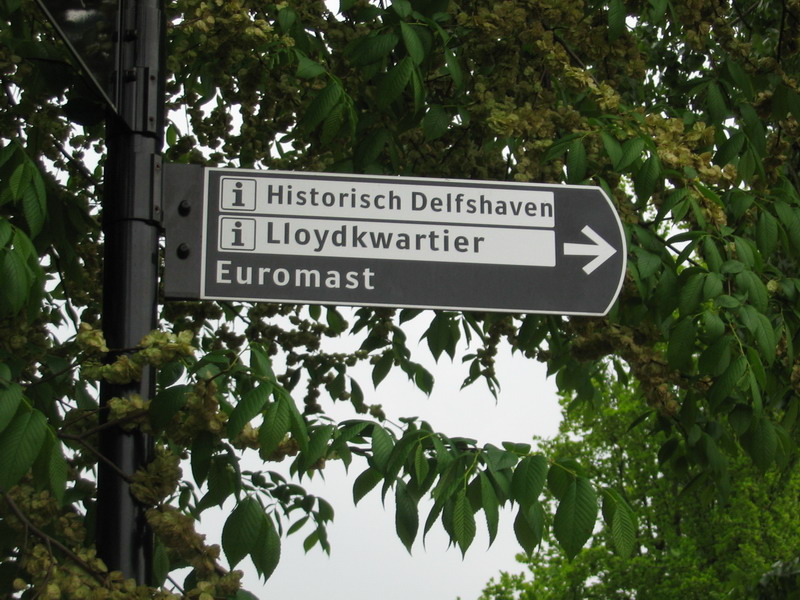 i Historisch Delfshaven
i Lloydkwartier
Euromast